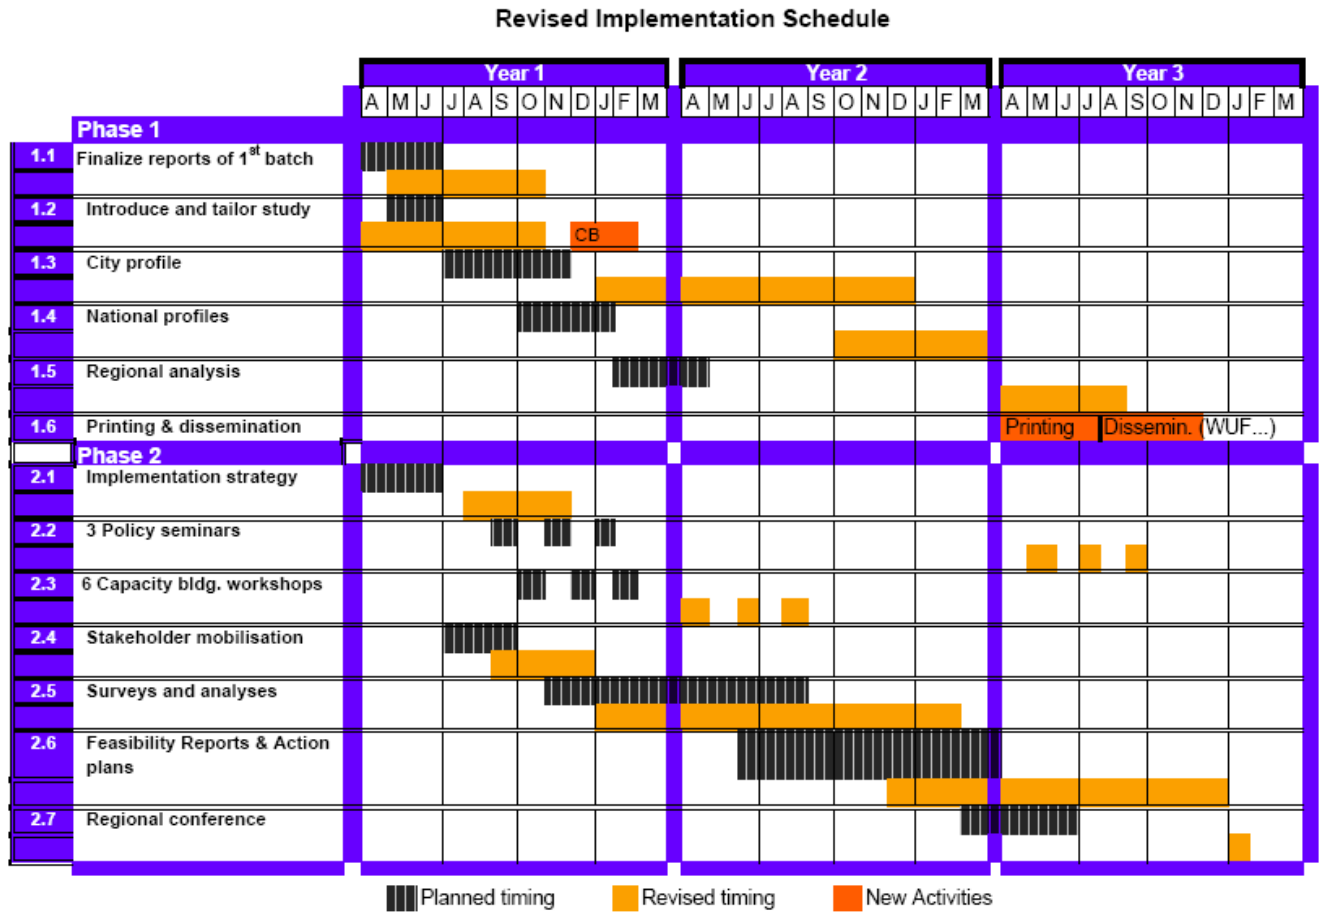 Revised Implementation Schedule
Year 1 Year 2 Year 3
A M J J A S O N D J F M A M J J A S O N D J F M A M J J A S O N D J F M
Phase 1
1.1 Finalize reports of 1st batch
1.2 Introduce and tailor study
CB
1.3 City profile
1.4 National profiles
1.5 Regional analysis
1.6 Printing & dissemination Printing Dissemin. (WUF...)
Phase 2
2.1 Implementation strategy
2.2 3 Policy seminars
2.3 6 Capacity bldg. workshops
2.4 Stakeholder mobilisation
2.5 Surveys and analyses
2.6 Feasibility Reports & Action
plans
2.7 Regional conference
Planned timing Revised timing New Activities